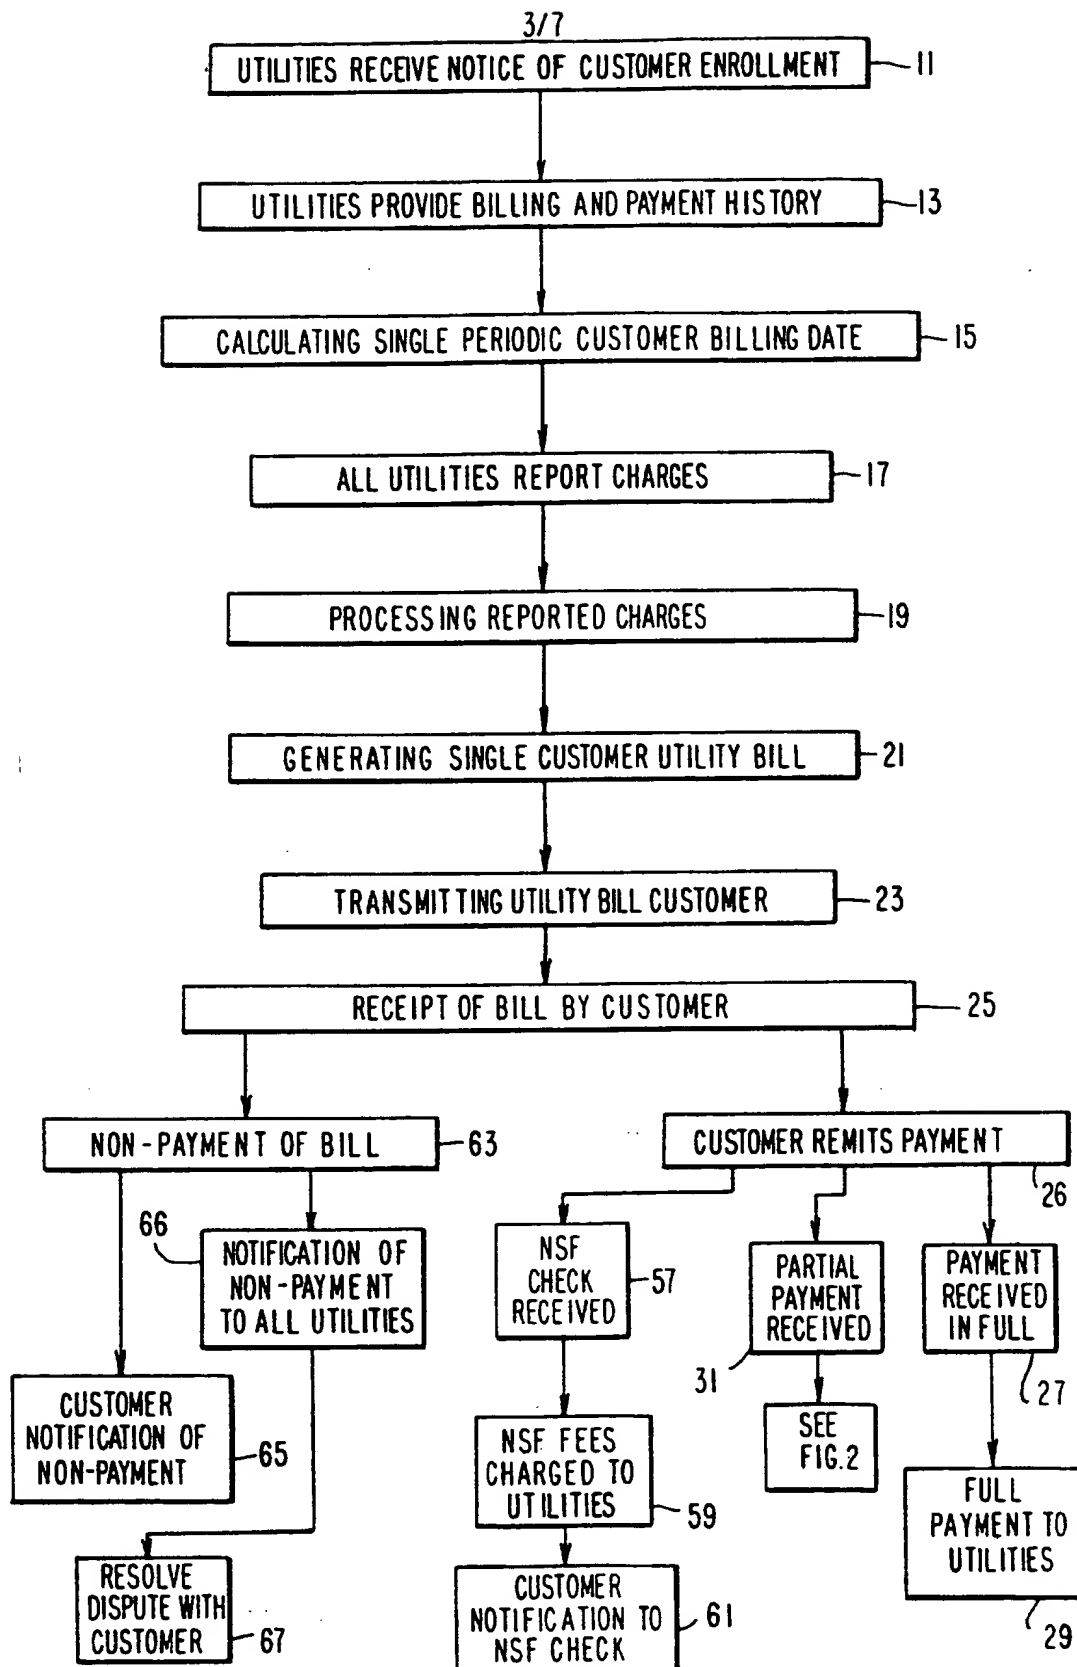 3/7
UTILITIES RECEIVE NOTICE OF CUSTOMER ENROLLMENT
11
UTILITIES PROVIDE BILLING AND PAYMENT HISTORY
13
CALCULATING SINGLE PERIODIC CUSTOMER BILLING DATE
15
ALL UTILITIES REPORT CHARGES
17
PROCESSING REPORTED CHARGES
19
GENERATING SINGLE CUSTOMER UTILITY BILL
21
TRANSMITTING UTILITY BILL CUSTOMER
23
RECEIPT OF BILL BY CUSTOMER
25
NON-PAYMENT OF BILL
63
CUSTOMER REMITS PAYMENT
26
66
NOTIFICATION OF
NON-PAYMENT
TO ALL UTILITIES
NSF
CHECK
RECEIVED
57
PARTIAL
PAYMENT
RECEIVED
31
PAYMENT
RECEIVED
IN FULL
27
CUSTOMER
NOTIFICATION OF
NON-PAYMENT
65
NSF FEES
CHARGED TO
UTILITIES
59
SEE
FIG.2
FULL
PAYMENT TO
UTILITIES
29
RESOLVE
DISPUTE WITH
CUSTOMER
67
CUSTOMER
NOTIFICATION TO
NSF CHECK
61